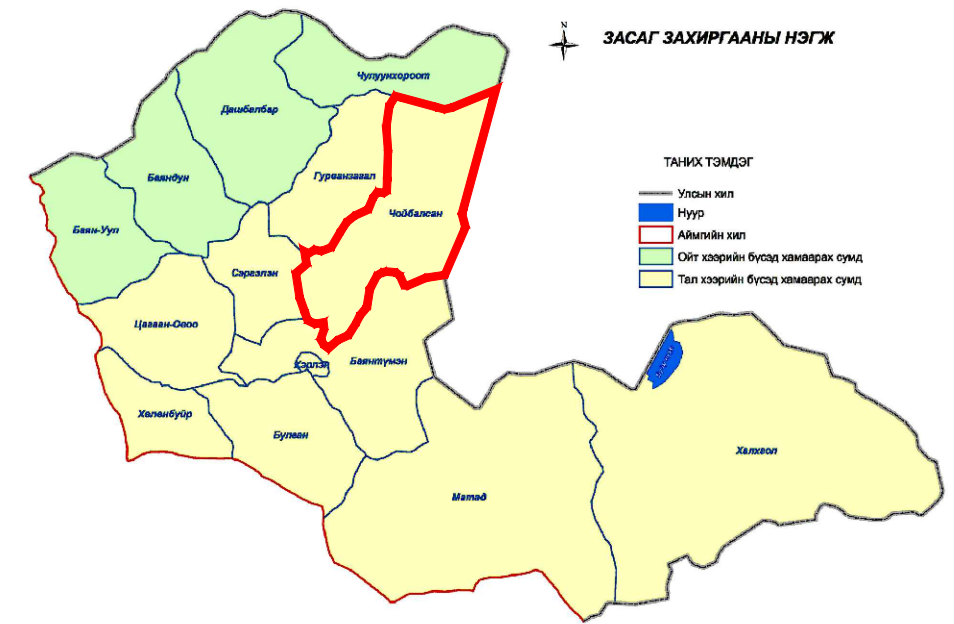 N
ЗАСАГ ЗАХИРГААНЫ НЭГЖ
Чулуунхороот
Дашбалбар
ТАНИХ ТЭМДЭГ
Гурванзагал
Баяндун
Улсын хил
Чойбалсан
Нуур
Баян-Уул
Аймгийн хил
Ойт хээрийн бүсэд хамаарах сумд
Сэргэлэн
Тал хээрийн бүсэд хамаарах сумд
Цагаан-Овоо
Хэрлэн
Баянтүмэн
Хөлөнбуйр
Булган
Халхгол
Матад